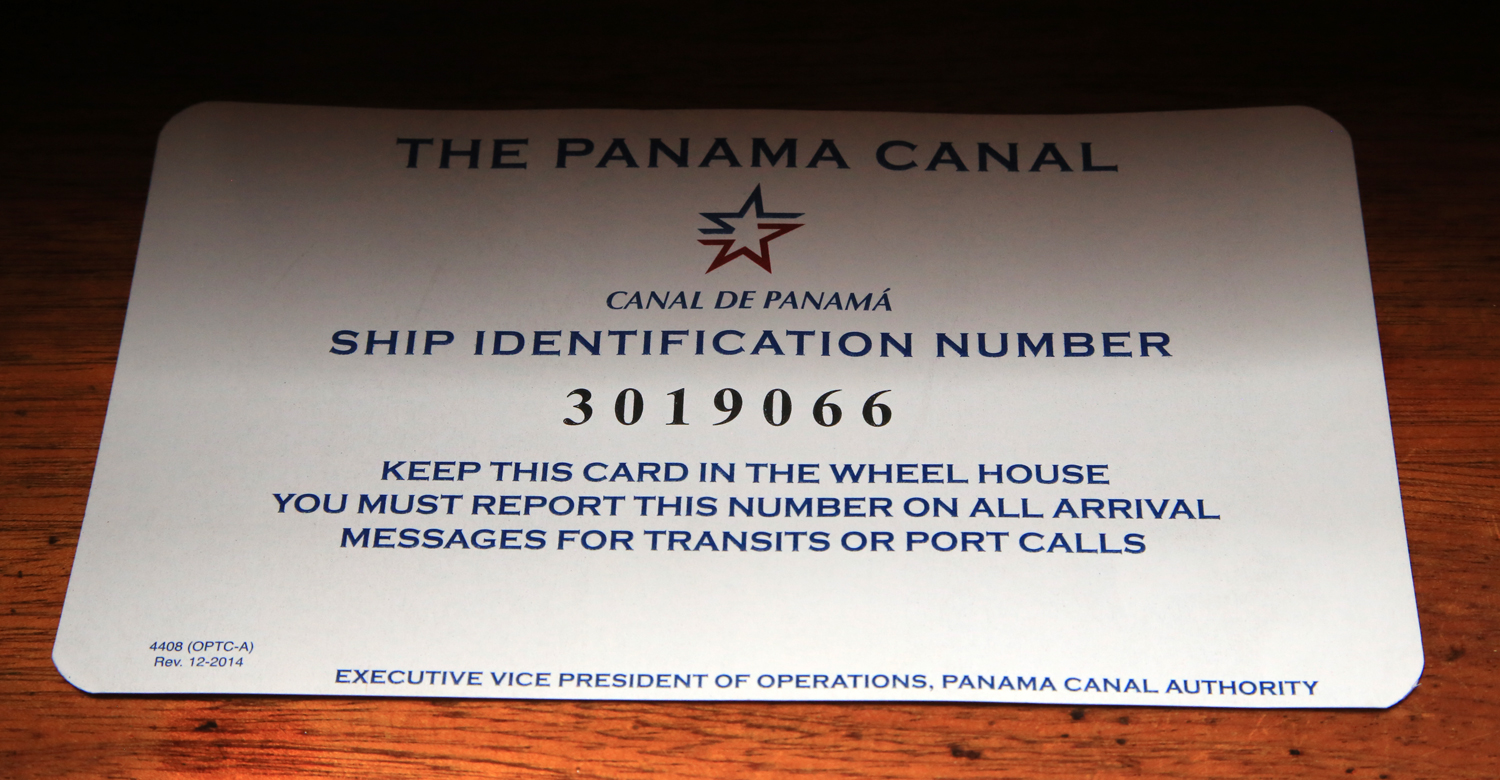 THE PANAMA CANAL
CANAL DE PANAMÁ
SHIP IDENTIFICATION NUMBER
3019066
KEEP THIS CARD IN THE WHEEL HOUSE
YOU MUST REPORT THIS NUMBER ON ALL ARRIVAL
MESSAGES FOR TRANSITS OR PORT CALLS
4408 (OPTC-A)
Rev. 12-2014
EXECUTIVE VICE PRESIDENT OF OPERATIONS, PANAMA CANAL AUTHORITY